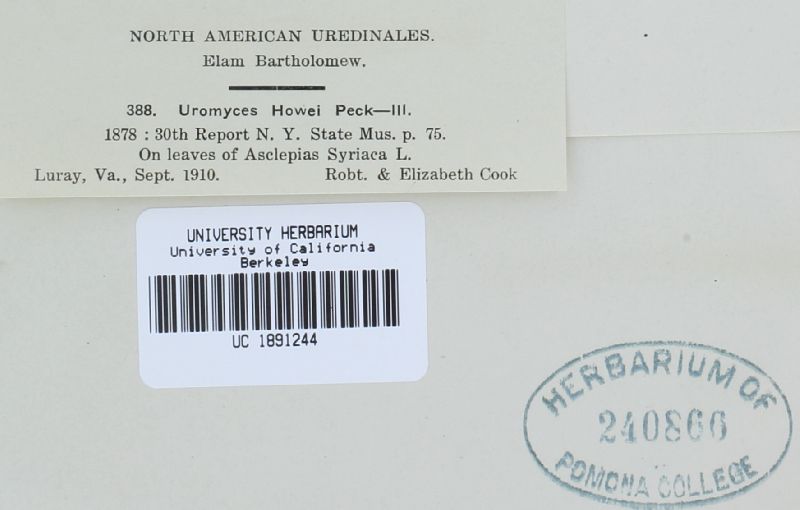 NORTH AMERICAN UREDINALES.
Elam Bartholomew.
388. Uromyces Howei Peck—III.
1878 : 30th Report N. Y. State Mus. p. 75.
On leaves of Asclepias Syriaca L.
Luray, Va., Sept. 1910. Robt. & Elizabeth Cook
UNIVERSITY HERBARIUM
University of California
Berkeley
UC 1891244
HERBARIUM OF
240866
POMONA COLLEGE